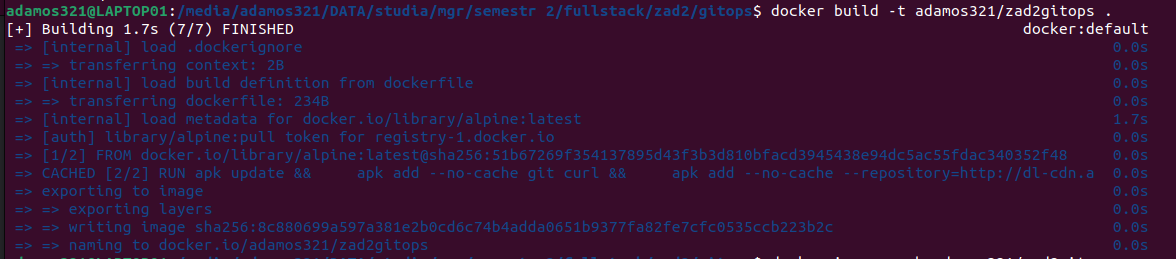 adamos321@LAPTOP01:/media/adamos321/DATA/studia/mgr/semestr 2/fullstack/zad2/gitops$ docker build -t adamos321/zad2gitops .
[+] Building 1.7s (7/7) FINISHED docker:default
=> [internal] load .dockerignore 0.0s
=> => transferring context: 2B 0.0s
=> [internal] load build definition from dockerfile 0.0s
=> => transferring dockerfile: 234B 0.0s
=> [internal] load metadata for docker.io/library/alpine:latest 1.7s
=> [auth] library/alpine:pull token for registry-1.docker.io 0.0s
=> [1/2] FROM docker.io/library/alpine:latest@sha256:51b67269f354137895d43f3b3d810bfacd3945438e94dc5ac55fdac340352f48 0.0s
=> CACHED [2/2] RUN apk update && apk add --no-cache git curl && apk add --no-cache --repository=http://dl-cdn.a 0.0s
=> exporting to image 0.0s
=> => exporting layers 0.0s
=> => writing image sha256:8c880699a597a381e2b0cd6c74b4adda0651b9377fa82fe7cfc0535ccb223b2c 0.0s
=> => naming to docker.io/adamos321/zad2gitops 0.0s